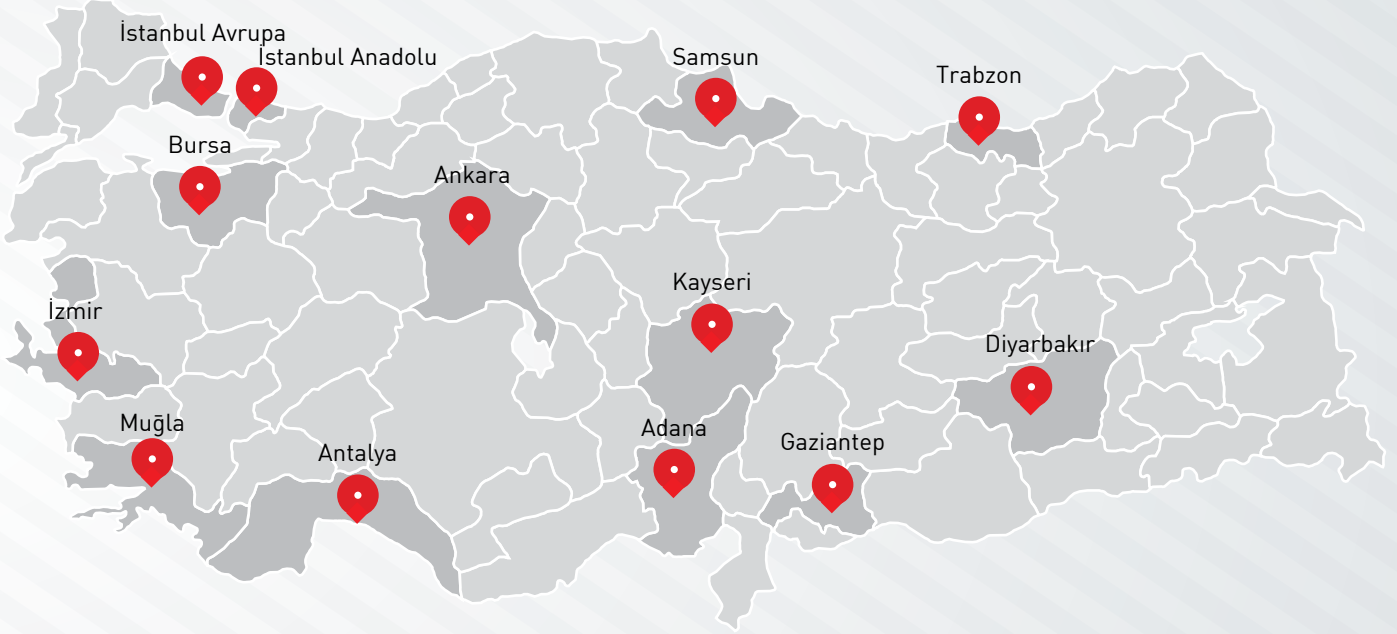 İstanbul Avrupa
İstanbul Anadolu
Samsun
Trabzon
Bursa
Ankara
Kayseri
İzmir
Diyarbakır
Muğla
Adana
Gaziantep
Antalya